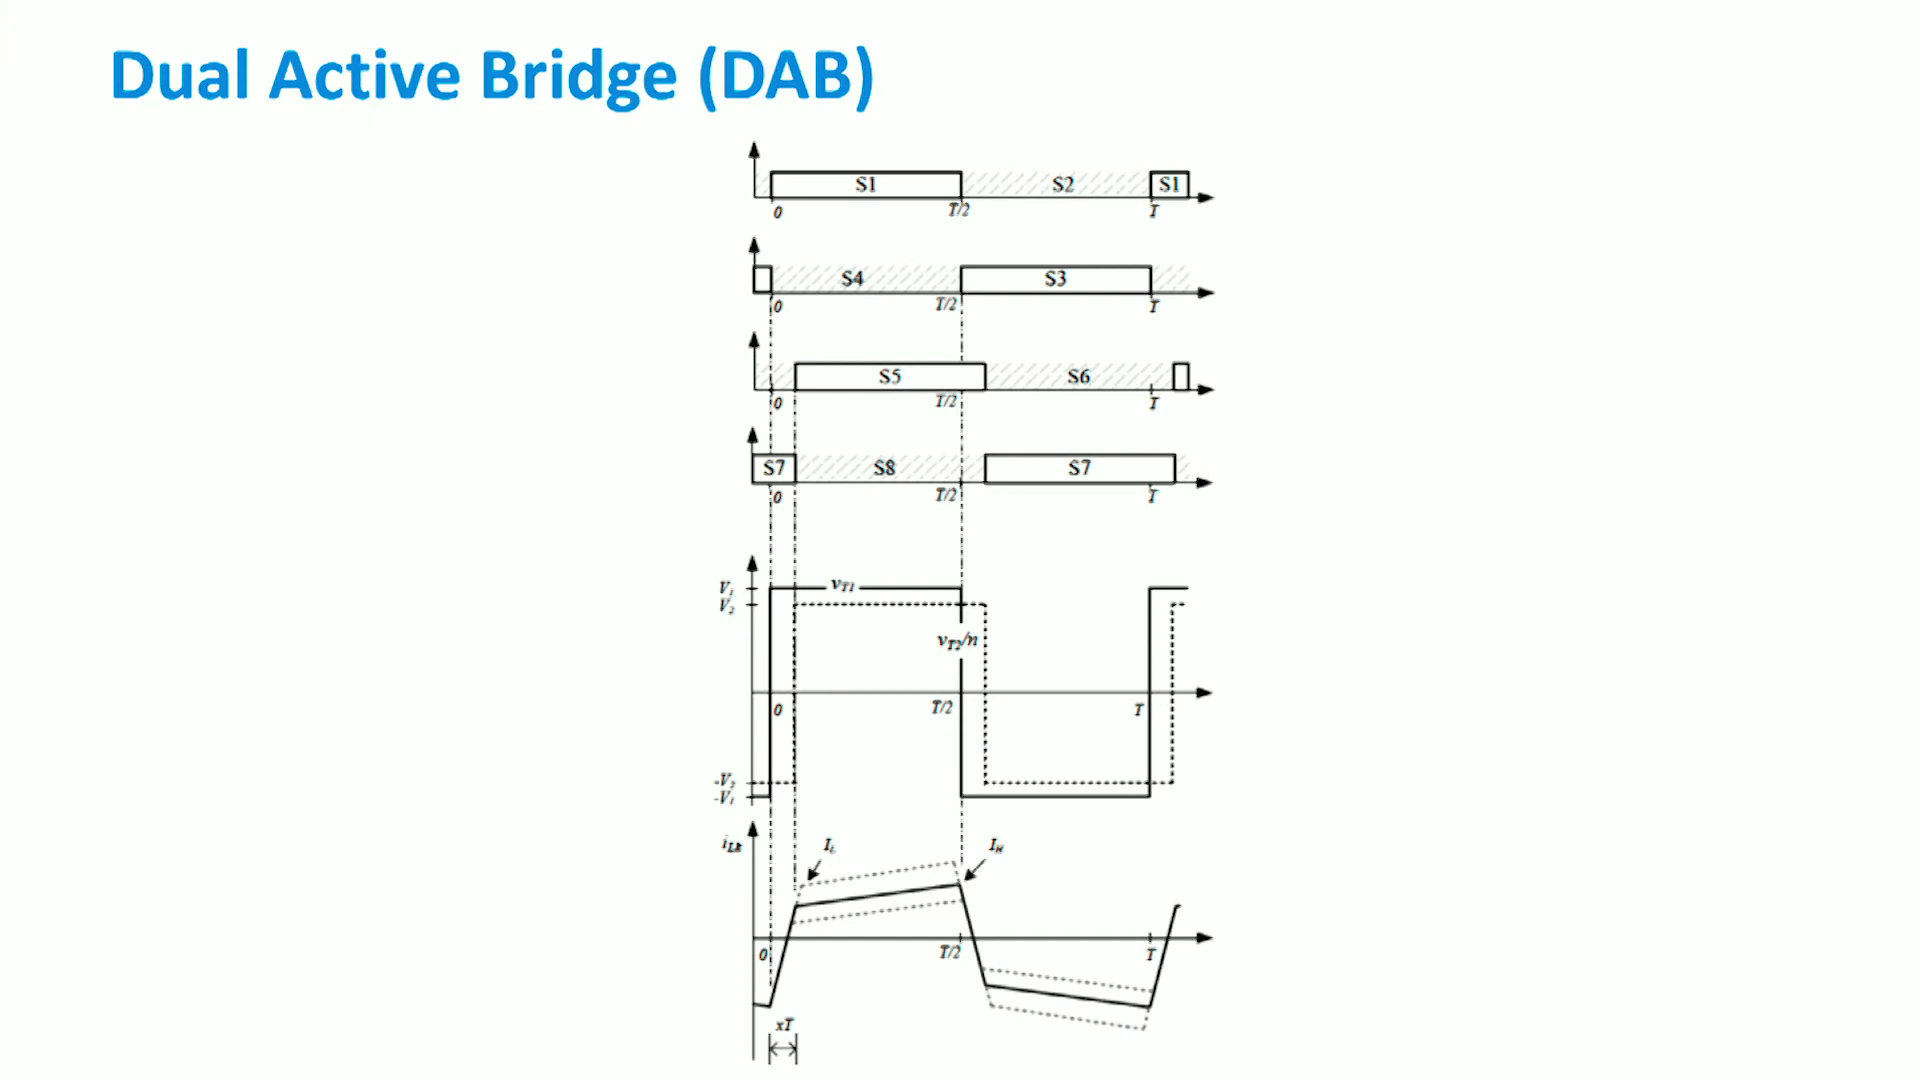 Dual Active Bridge (DAB)
S1 S2 S1
0 T/2 T
S4 S3
0 T/2 T
S5 S6
0 T/2 T
S7 S8 S7
0 T/2 T
V₁ vT1
V₂
vT2/n
0 T/2 T
-V₂
-V₁
iLk IL IH
0 T/2 T
xT